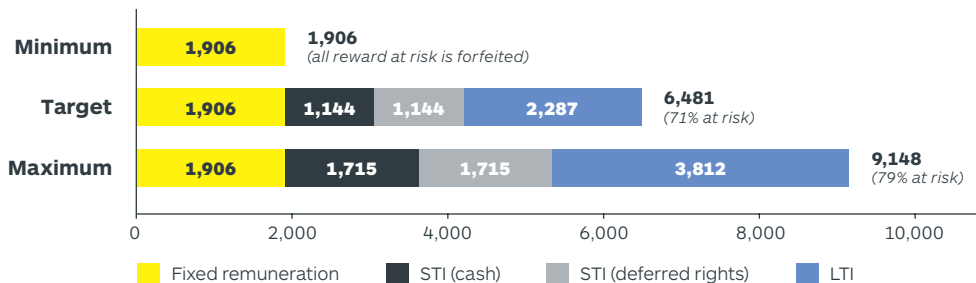 Minimum 1,906 1,906
(all reward at risk is forfeited)
Target 1,906 1,144 1,144 2,287 6,481
(71% at risk)
Maximum 1,906 1,715 1,715 3,812 9,148
(79% at risk)
0 2,000 4,000 6,000 8,000 10,000
Fixed remuneration STI (cash) STI (deferred rights) LTI